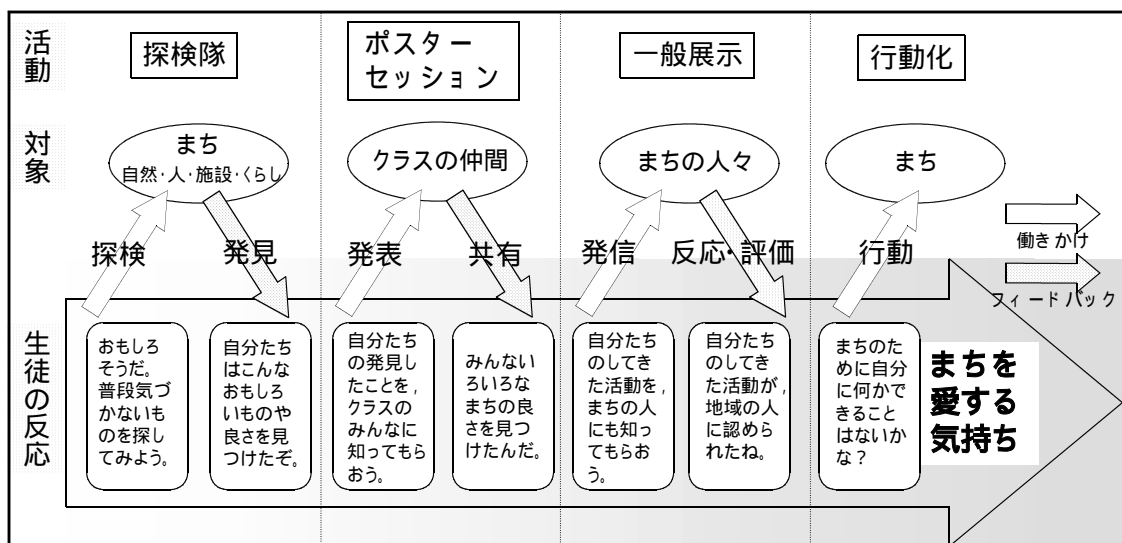 活動
探検隊
ポスター
セッション
一般展示
行動化
対象
まち
自然・人・施設・くらし
クラスの仲間
まちの人々
まち
探検
発見
発表
共有
発信
反応・評価
行動
働きかけ
フィードバック
生徒の反応
おもしろ
そうだ。
普段気づ
かないも
のを探し
てみよう。
自分たち
はこんな
おもしろ
いものや
良さを見
つけたぞ。
自分たち
の発見し
たことを，
クラスの
みんなに
知ってもら
おう。
みんない
ろいろな
まちの良
さを見つ
けたんだ。
自分たち
のしてき
た活動を，
まちの人
にも知っ
てもらお
う。
自分たち
のしてき
た活動が，
地域の人
に認めら
れたね。
まちのた
めに自分
に何かで
きること
はないか
な？
まちを
愛する
気持ち